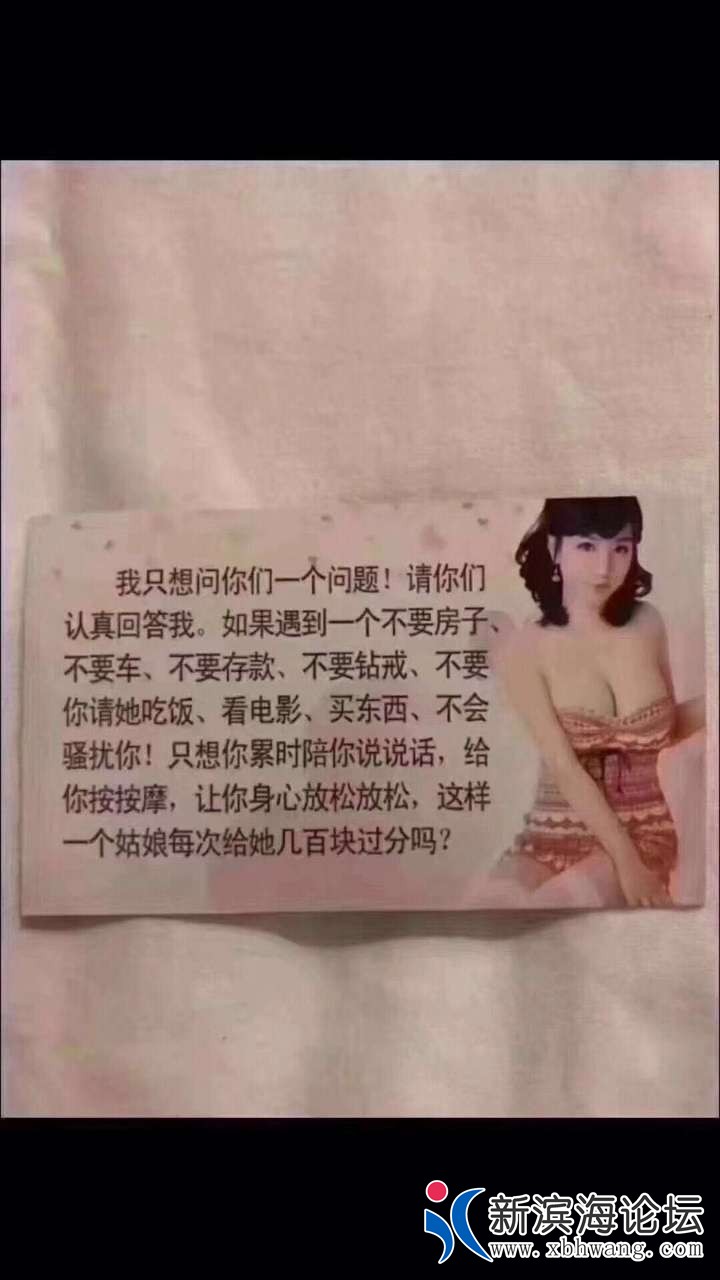 我只想问你们一个问题！请你们
认真回答我。如果遇到一个不要房子、
不要车、不要存款、不要钻戒、不要
你请她吃饭、看电影、买东西、不会
骚扰你！只想你累时陪你说说话，给
你按按摩，让你身心放松放松，这样
一个姑娘每次给她几百块过分吗？
新滨海论坛
www.xbhwang.com